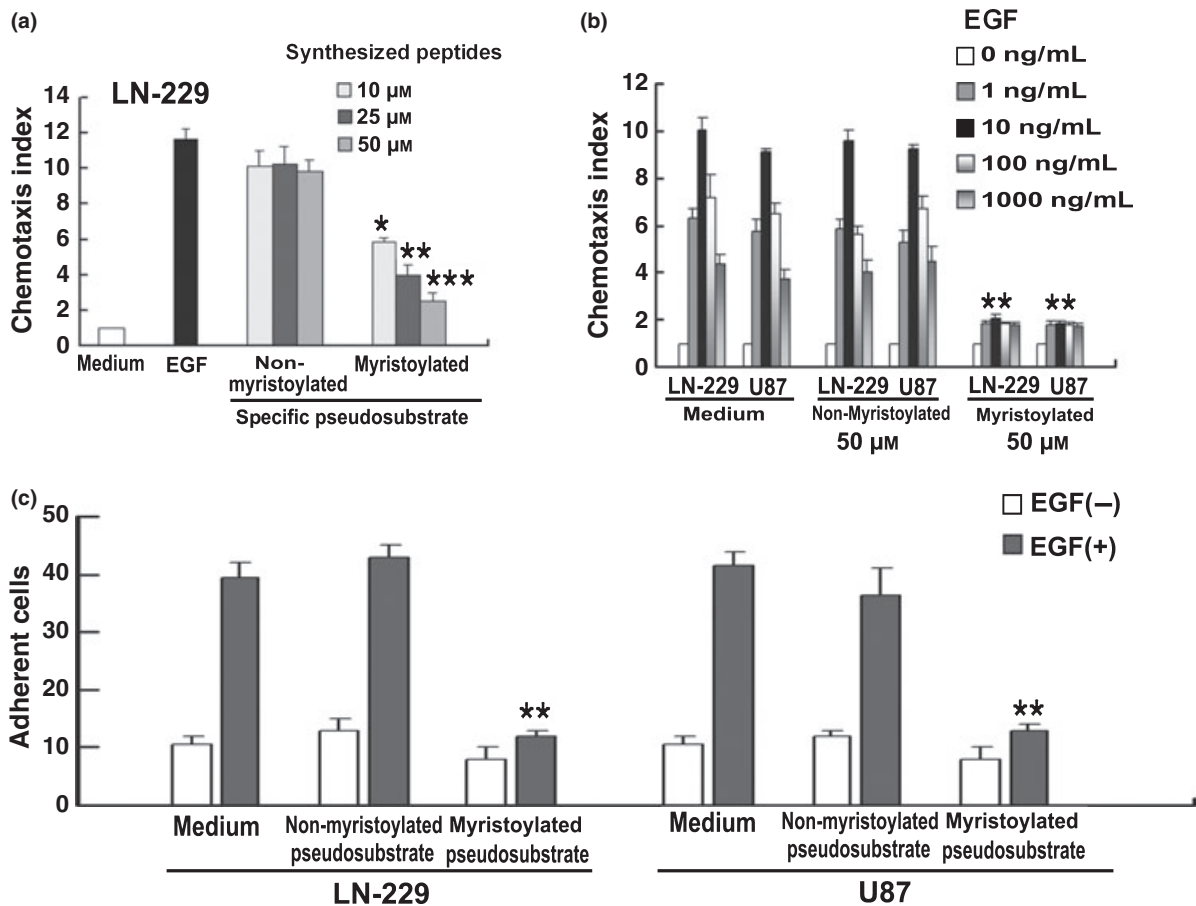 (a)
Synthesized peptides
10 µM
25 µM
50 µM
LN-229
14
12
10
8
6
4
2
0
Chemotaxis index
*
**
***
Medium
EGF
Non-
myristoylated
Myristoylated
Specific pseudosubstrate
(b)
EGF
0 ng/mL
1 ng/mL
10 ng/mL
100 ng/mL
1000 ng/mL
12
10
8
6
4
2
0
Chemotaxis index
** **
LN-229 U87 LN-229 U87 LN-229 U87
Medium Non-Myristoylated Myristoylated
50 µM 50 µM
(c)
EGF(−)
EGF(+)
50
40
30
20
10
0
Adherent cells
** **
Medium Non-myristoylated pseudosubstrate Myristoylated pseudosubstrate
Medium Non-myristoylated pseudosubstrate Myristoylated pseudosubstrate
LN-229 U87